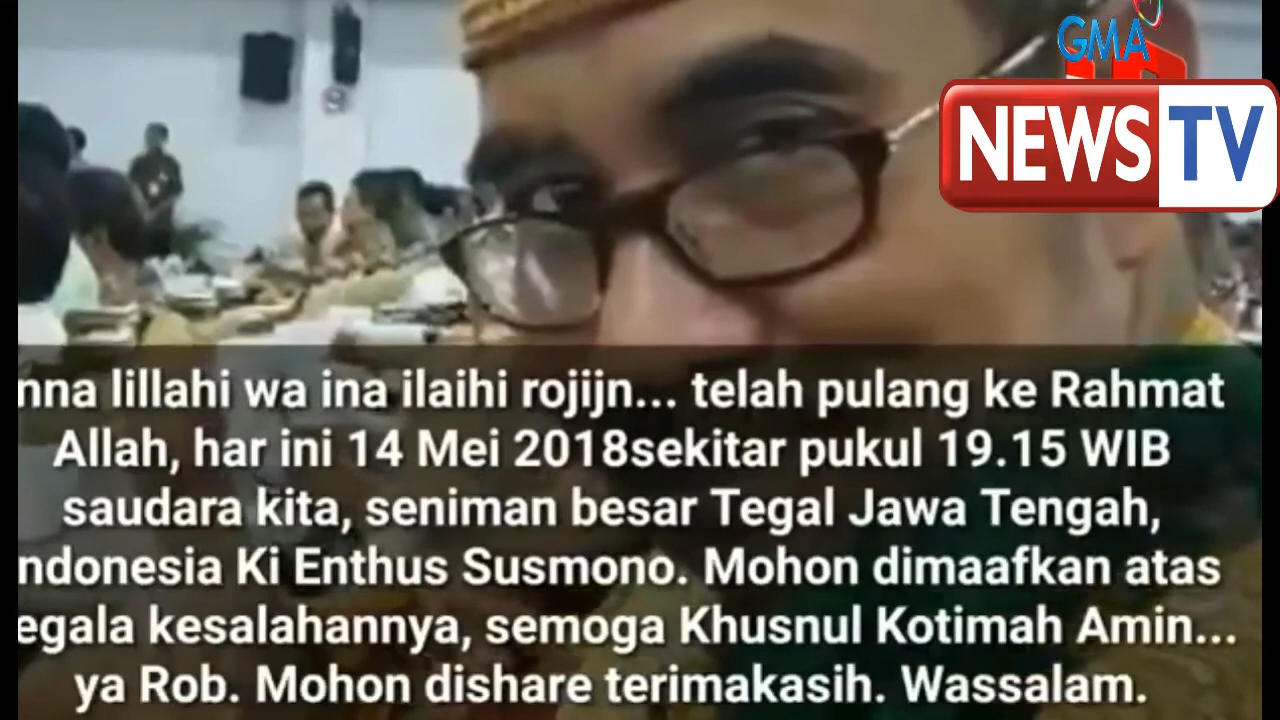 GMA
NEWS TV
nna lillahi wa ina ilaihi rojijn... telah pulang ke Rahmat
Allah, har ini 14 Mei 2018sekitar pukul 19.15 WIB
saudara kita, seniman besar Tegal Jawa Tengah,
ndonesia Ki Enthus Susmono. Mohon dimaafkan atas
egala kesalahannya, semoga Khusnul Kotimah Amin...
ya Rob. Mohon dishare terimakasih. Wassalam.